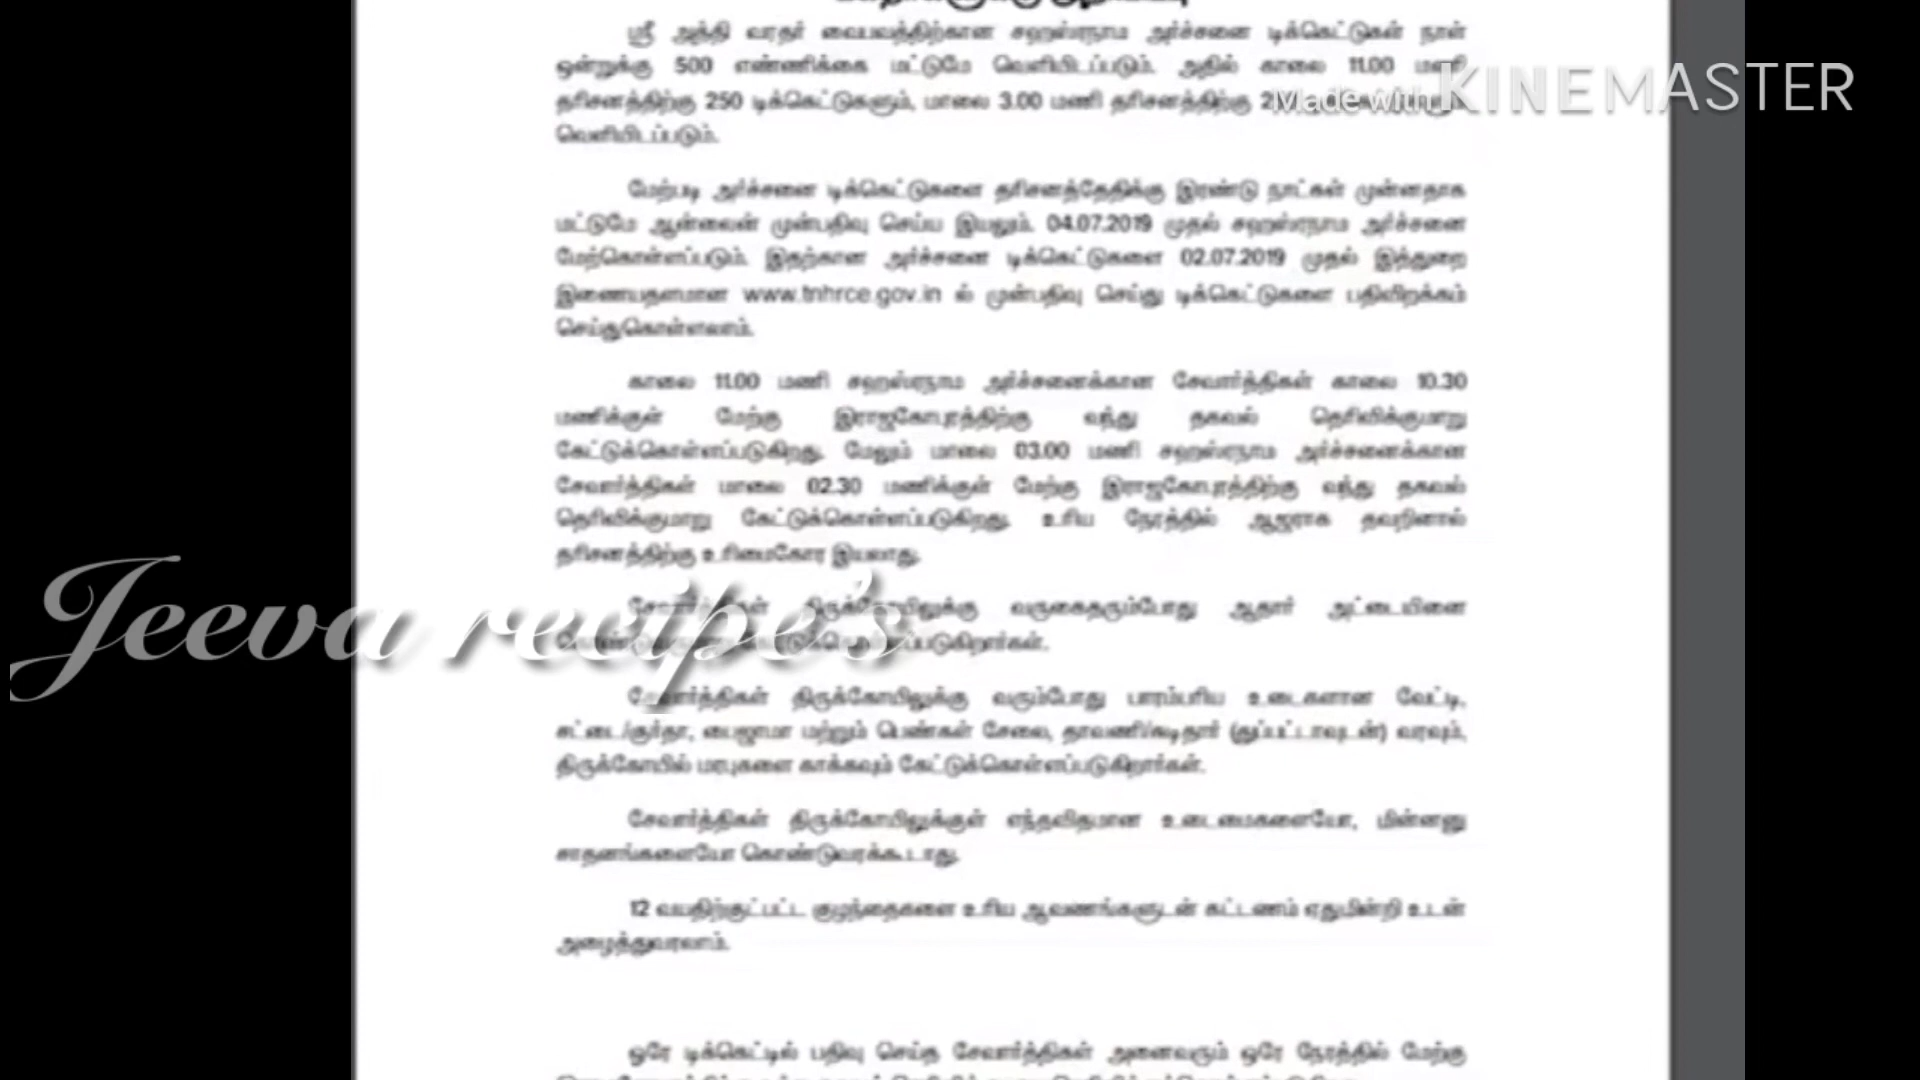 ஸ்ரீ அத்தி வரதர் வைபவத்திற்கான சஹஸ்ரநாம அர்ச்சனை டிக்கெட்டுகள் நாள்
ஒன்றுக்கு 500 எண்ணிக்கை மட்டுமே வெளியிடப்படும். அதில் காலை 11.00 மணி
தரிசனத்திற்கு 250 டிக்கெட்டுகளும், மாலை 3.00 மணி தரிசனத்திற்கு
வெளியிடப்படும்.
Made with KINEMASTER
மேற்படி அர்ச்சனை டிக்கெட்டுகளை தரிசனத்தேதிக்கு இரண்டு நாட்கள் முன்னதாக
மட்டுமே ஆன்லைன் முன்பதிவு செய்ய இயலும். 04.07.2019 முதல் சஹஸ்ரநாம அர்ச்சனை
மேற்கொள்ளப்படும். இதற்கான அர்ச்சனை டிக்கெட்டுகளை 02.07.2019 முதல் இத்துறை
இணையதளமான www.tnhrce.gov.in ல் முன்பதிவு செய்து டிக்கெட்டுகளை பதிவிறக்கம்
செய்துகொள்ளலாம்.
காலை 11.00 மணி சஹஸ்ரநாம அர்ச்சனைக்கான சேவார்த்திகள் காலை 10.30
மணிக்குள் மேற்கு இராஜகோபுரத்திற்கு வந்து தகவல் தெரிவிக்குமாறு
கேட்டுக்கொள்ளப்படுகிறது. மேலும் மாலை 03.00 மணி சஹஸ்ரநாம அர்ச்சனைக்கான
சேவார்த்திகள் மாலை 02.30 மணிக்குள் மேற்கு இராஜகோபுரத்திற்கு வந்து தகவல்
தெரிவிக்குமாறு கேட்டுக்கொள்ளப்படுகிறது. உரிய நேரத்தில் ஆஜராக தவறினால்
தரிசனத்திற்கு உரிமைகோர இயலாது.
Jeeva recipe's
சேவார்த்திகள் திருக்கோயிலுக்கு வருகைதரும்போது ஆதார் அட்டையினை
சேவார்த்திகள் திருக்கோயிலுக்கு வரும்போது பாரம்பரிய உடைகளான வேட்டி,
சட்டை/குர்தா, பைஜாமா மற்றும் பெண்கள் சேலை, தாவணி/சுடிதார் (துப்பட்டாவுடன்) வரவும்,
திருக்கோயில் மரபுகளை காக்கவும் கேட்டுக்கொள்ளப்படுகிறார்கள்.
சேவார்த்திகள் திருக்கோயிலுக்குள் எந்தவிதமான உடைமைகளையோ, மின்னணு
சாதனங்களையோ கொண்டுவரக்கூடாது.
12 வயதிற்குட்பட்ட குழந்தைகளை உரிய ஆவணங்களுடன் கட்டணம் ஏதுமின்றி உடன்
அழைத்துவரலாம்.
ஒரே டிக்கெட்டில் பதிவு செய்த சேவார்த்திகள் அனைவரும் ஒரே நேரத்தில் மேற்கு